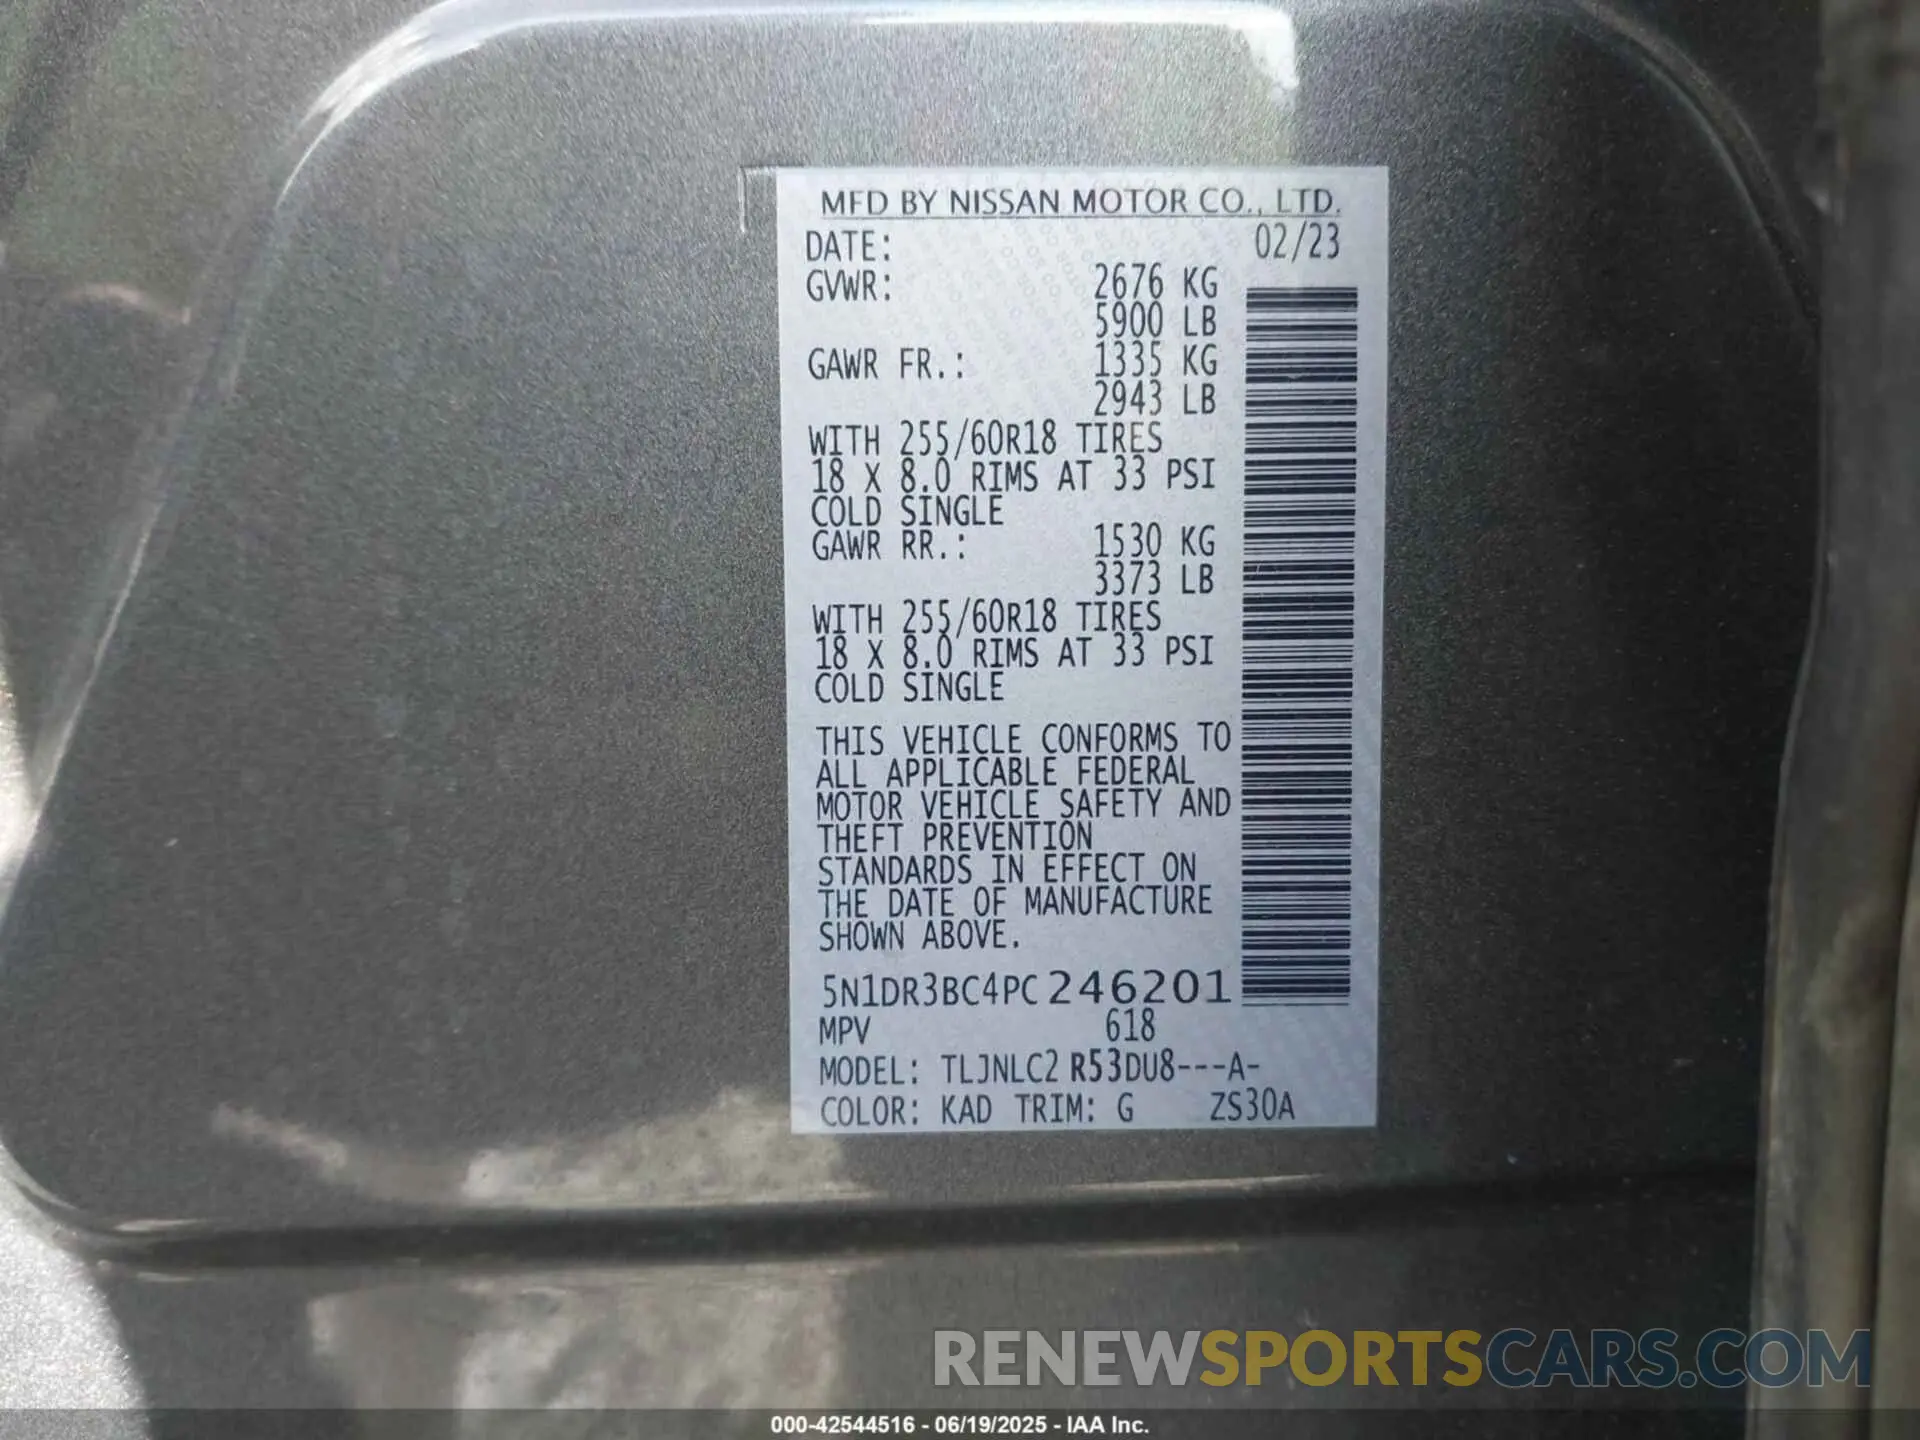 MFD BY NISSAN MOTOR CO., LTD.
DATE: 02/23
GVWR: 2676 KG
5900 LB
GAWR FR.: 1335 KG
2943 LB
WITH 255/60R18 TIRES
18 X 8.0 RIMS AT 33 PSI
COLD SINGLE
GAWR RR.: 1530 KG
3373 LB
WITH 255/60R18 TIRES
18 X 8.0 RIMS AT 33 PSI
COLD SINGLE
THIS VEHICLE CONFORMS TO
ALL APPLICABLE FEDERAL
MOTOR VEHICLE SAFETY AND
THEFT PREVENTION
STANDARDS IN EFFECT ON
THE DATE OF MANUFACTURE
SHOWN ABOVE.
5N1DR3BC4PC246201
MPV 618
MODEL: TLJNLC2 R53DU8---A-
COLOR: KAD TRIM: G ZS30A
RENEWSPORTSCARS.COM
000-42544516 - 06/19/2025 - IAA Inc.